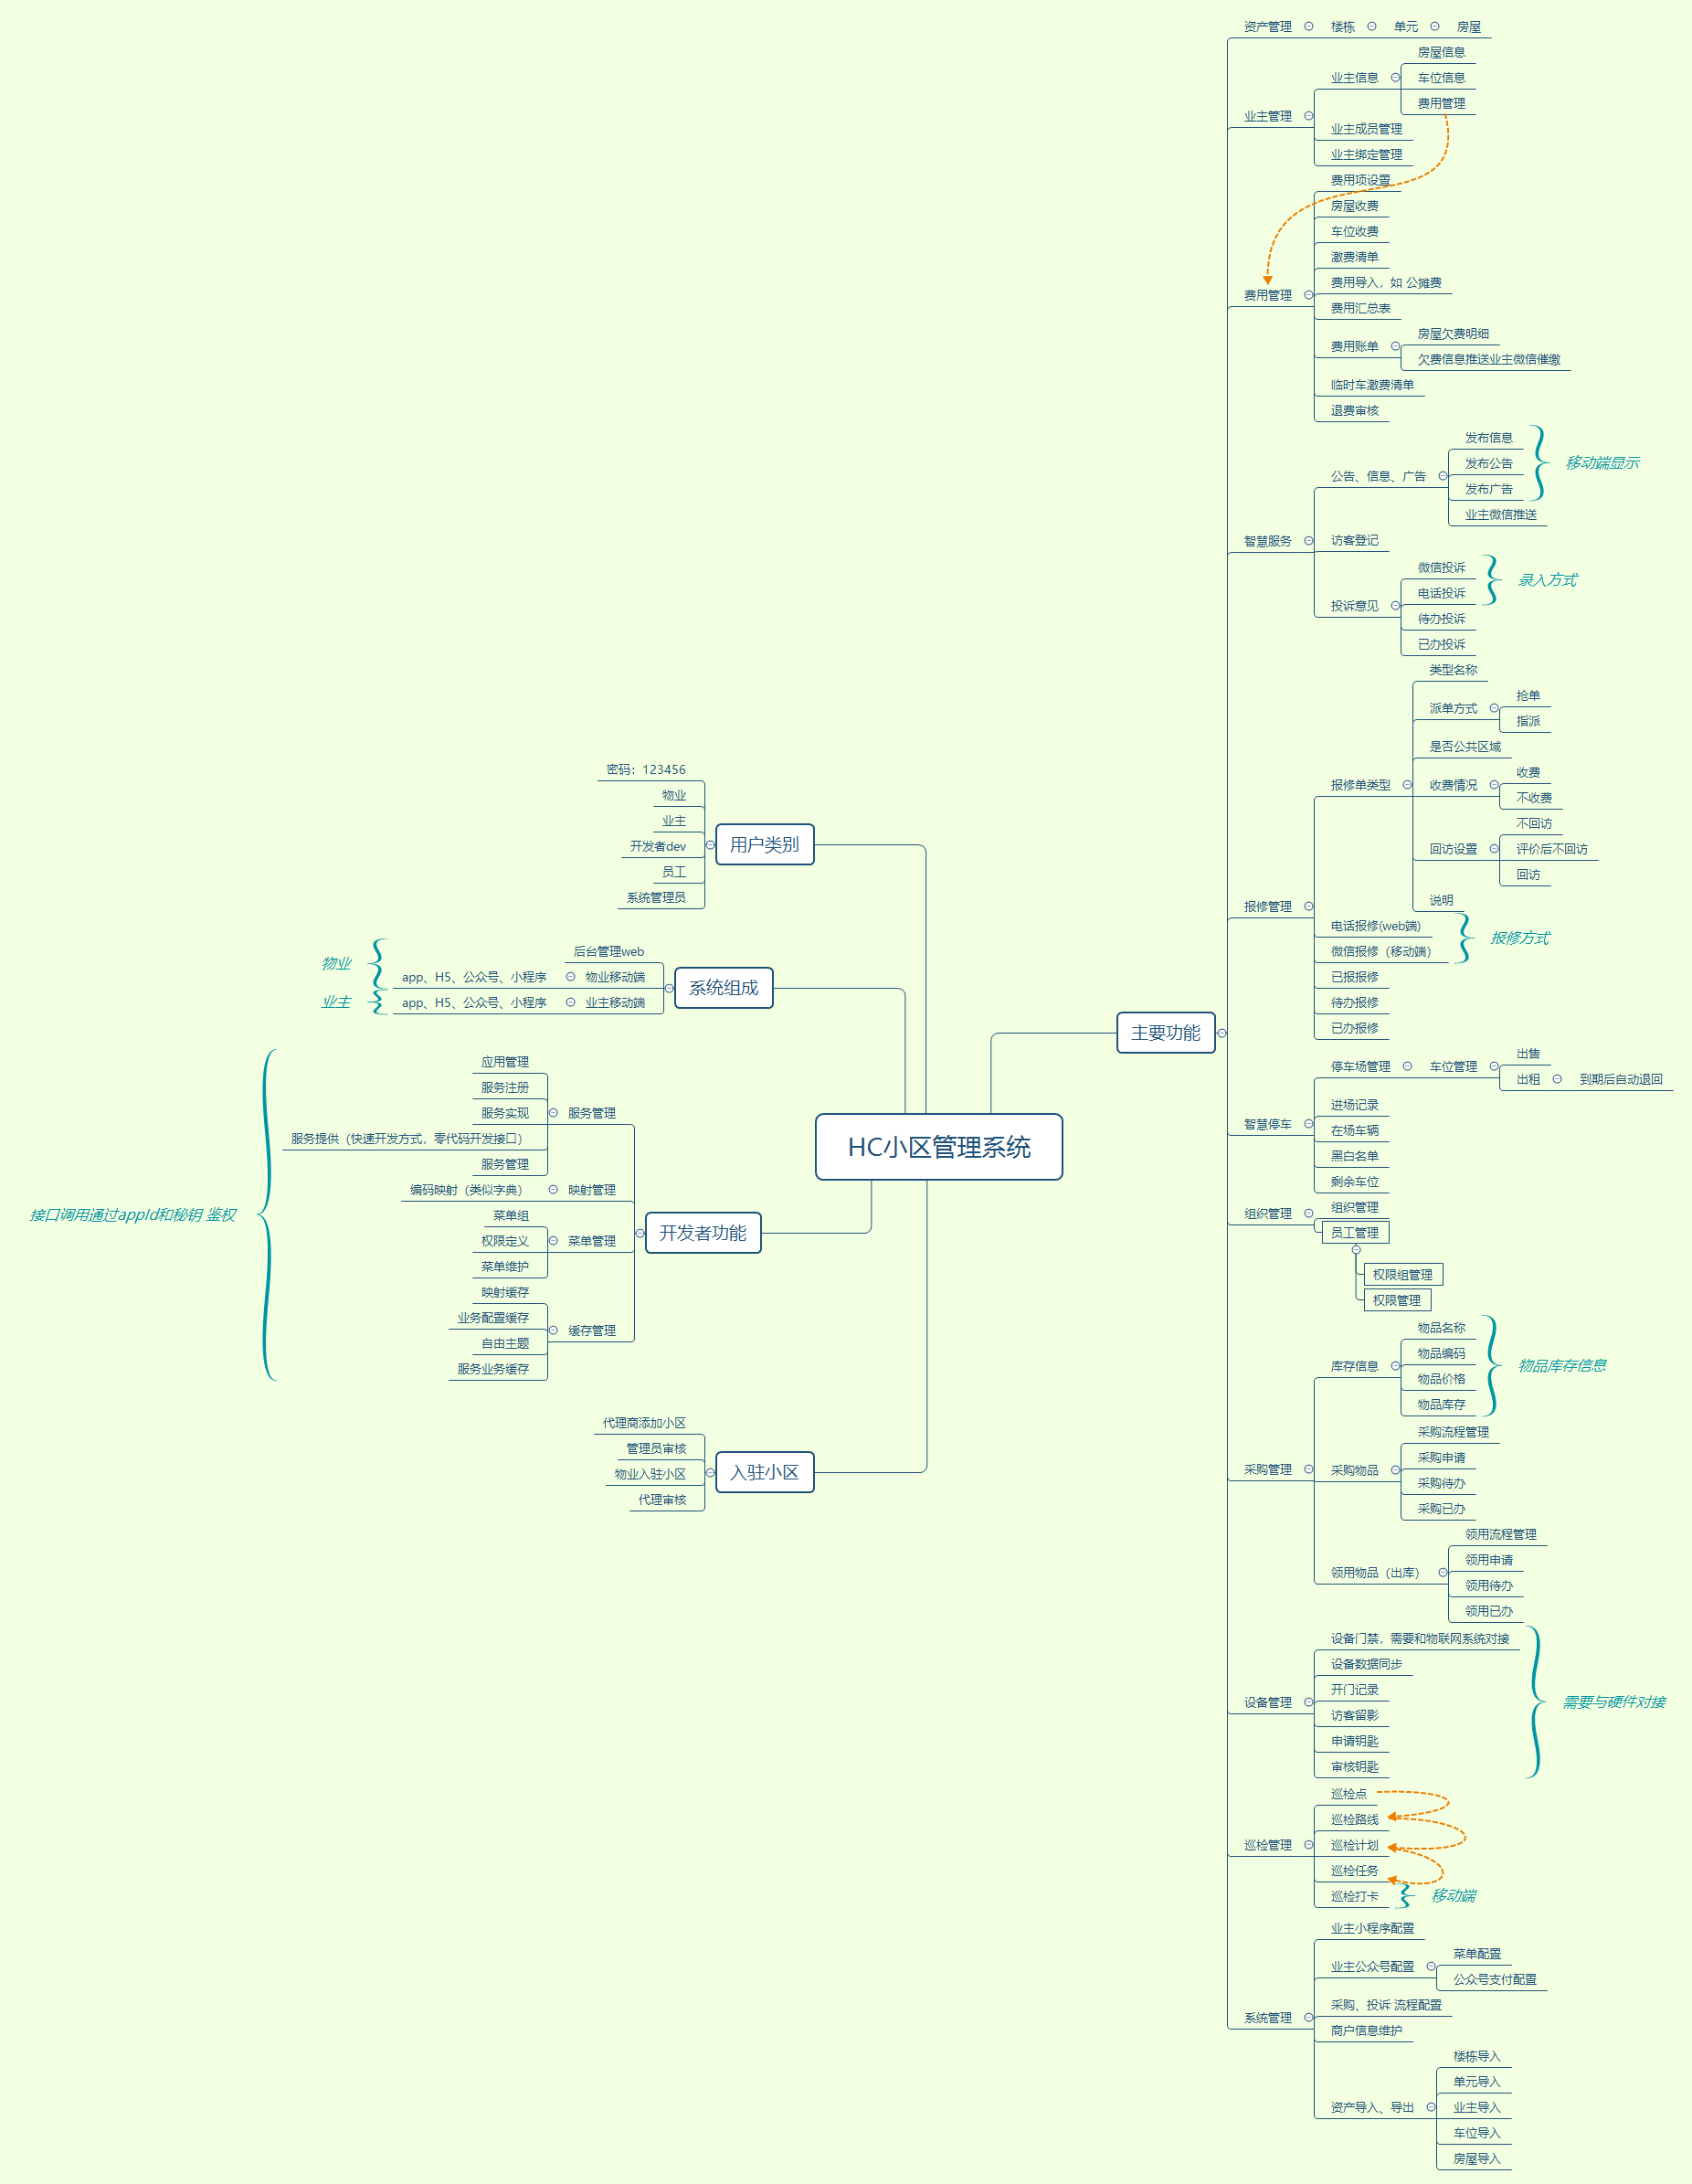 HC小区管理系统
用户类别
密码：123456
物业
业主
开发者dev
员工
系统管理员
系统组成
后台管理web
物业移动端
app、H5、公众号、小程序
物业
业主移动端
app、H5、公众号、小程序
业主
开发者功能
服务管理
应用管理
服务注册
服务实现
服务提供（快速开发方式，零代码开发接口）
服务管理
映射管理
编码映射（类似字典）
菜单管理
菜单组
权限定义
菜单维护
缓存管理
映射缓存
业务配置缓存
自由主题
服务业务缓存
接口调用通过appId和秘钥 鉴权
入驻小区
代理商添加小区
管理员审核
物业入驻小区
代理审核
主要功能
资产管理
楼栋
单元
房屋
业主管理
业主信息
房屋信息
车位信息
费用管理
业主成员管理
业主绑定管理
费用管理
费用项设置
房屋收费
车位收费
缴费清单
费用导入，如 公摊费
费用汇总表
费用账单
房屋欠费明细
欠费信息推送业主微信催缴
临时车缴费清单
退费审核
智慧服务
公告、信息、广告
发布信息
发布公告
发布广告
移动端显示
业主微信推送
访客登记
投诉意见
微信投诉
电话投诉
录入方式
待办投诉
已办投诉
报修管理
报修单类型
类型名称
派单方式
抢单
指派
是否公共区域
收费情况
收费
不收费
回访设置
不回访
评价后不回访
回访
说明
电话报修(web端)
微信报修（移动端）
报修方式
已报报修
待办报修
已办报修
智慧停车
停车场管理
车位管理
出售
出租
到期后自动退回
进场记录
在场车辆
黑白名单
剩余车位
组织管理
组织管理
员工管理
权限组管理
权限管理
采购管理
库存信息
物品名称
物品编码
物品价格
物品库存
物品库存信息
采购物品
采购流程管理
采购申请
采购待办
采购已办
领用物品（出库）
领用流程管理
领用申请
领用待办
领用已办
设备管理
设备门禁，需要和物联网系统对接
设备数据同步
开门记录
访客留影
申请钥匙
审核钥匙
需要与硬件对接
巡检管理
巡检点
巡检路线
巡检计划
巡检任务
巡检打卡
移动端
系统管理
业主小程序配置
业主公众号配置
菜单配置
公众号支付配置
采购、投诉 流程配置
商户信息维护
资产导入、导出
楼栋导入
单元导入
业主导入
车位导入
房屋导入